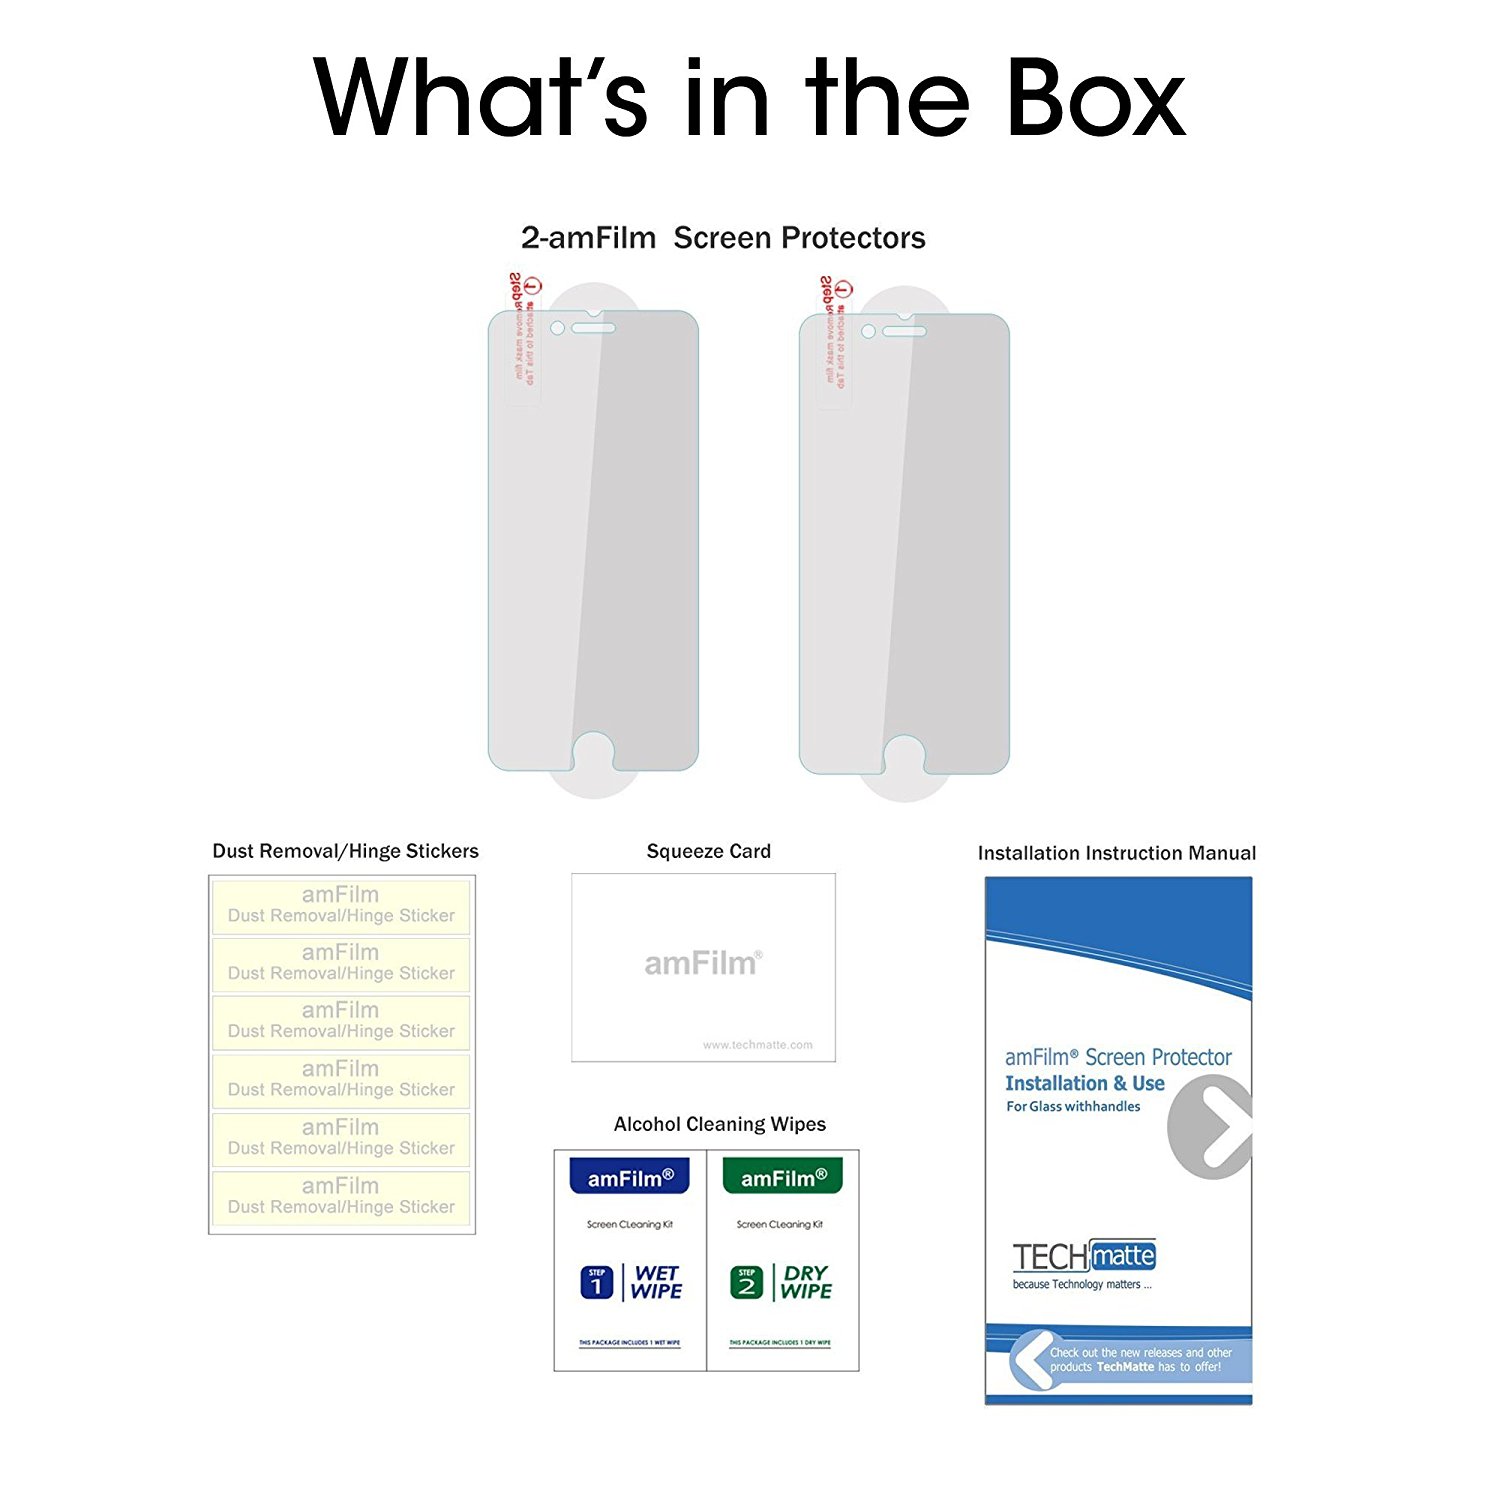 What's in the Box
2-amFilm Screen Protectors
Step 1
Remove mask film
attached to this Tab
Step 1
Remove mask film
attached to this Tab
Dust Removal/Hinge Stickers
amFilm
Dust Removal/Hinge Sticker
amFilm
Dust Removal/Hinge Sticker
amFilm
Dust Removal/Hinge Sticker
amFilm
Dust Removal/Hinge Sticker
amFilm
Dust Removal/Hinge Sticker
amFilm
Dust Removal/Hinge Sticker
Squeeze Card
amFilm®
www.techmatte.com
Alcohol Cleaning Wipes
amFilm®
Screen CLeaning Kit
STEP
1
WET
WIPE
THIS PACKAGE INCLUDES 1 WET WIPE
amFilm®
Screen CLeaning Kit
STEP
2
DRY
WIPE
THIS PACKAGE INCLUDES 1 DRY WIPE
Installation Instruction Manual
amFilm® Screen Protector
Installation & Use
For Glass withhandles
TECHmatte
because Technology matters ...
Check out the new releases and other
products TechMatte has to offer!